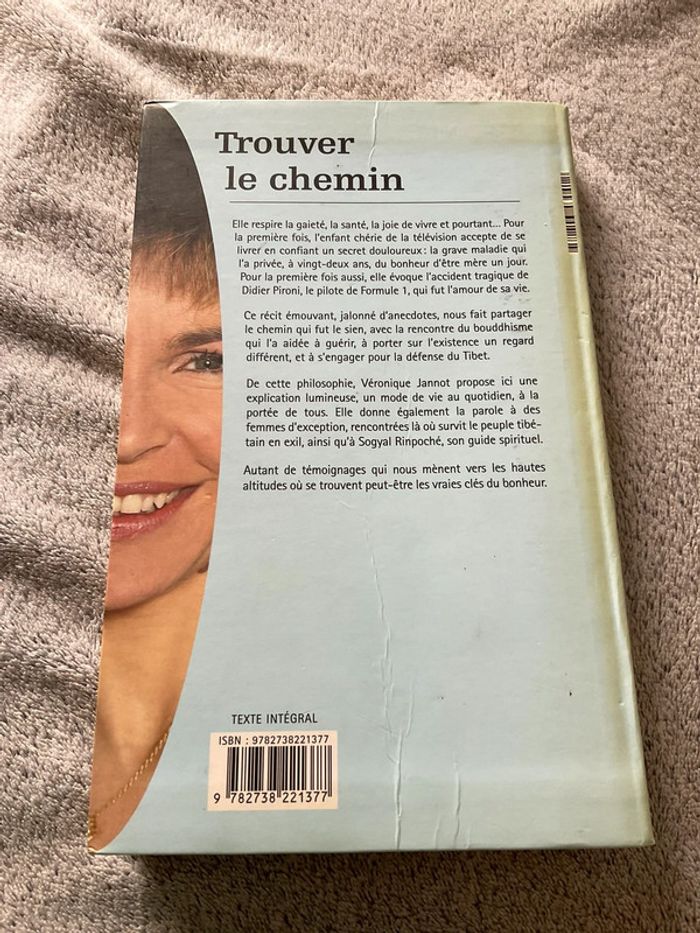 Trouver
le chemin
Elle respire la gaieté, la santé, la joie de vivre et pourtant... Pour
la première fois, l'enfant chérie de la télévision accepte de se
livrer en confiant un secret douloureux : la grave maladie qui
l'a privée, à vingt-deux ans, du bonheur d'être mère un jour.
Pour la première fois aussi, elle évoque l'accident tragique de
Didier Pironi, le pilote de Formule 1, qui fut l'amour de sa vie.
Ce récit émouvant, jalonné d'anecdotes, nous fait partager
le chemin qui fut le sien, avec la rencontre du bouddhisme
qui l'a aidée à guérir, à porter sur l'existence un regard
différent, et à s'engager pour la défense du Tibet.
De cette philosophie, Véronique Jannot propose ici une
explication lumineuse, un mode de vie au quotidien, à la
portée de tous. Elle donne également la parole à des
femmes d'exception, rencontrées là où survit le peuple tibé-
tain en exil, ainsi qu'à Sogyal Rinpoché, son guide spirituel.
Autant de témoignages qui nous mènent vers les hautes
altitudes où se trouvent peut-être les vraies clés du bonheur.
TEXTE INTÉGRAL
ISBN : 9782738221377
9 782738 221377